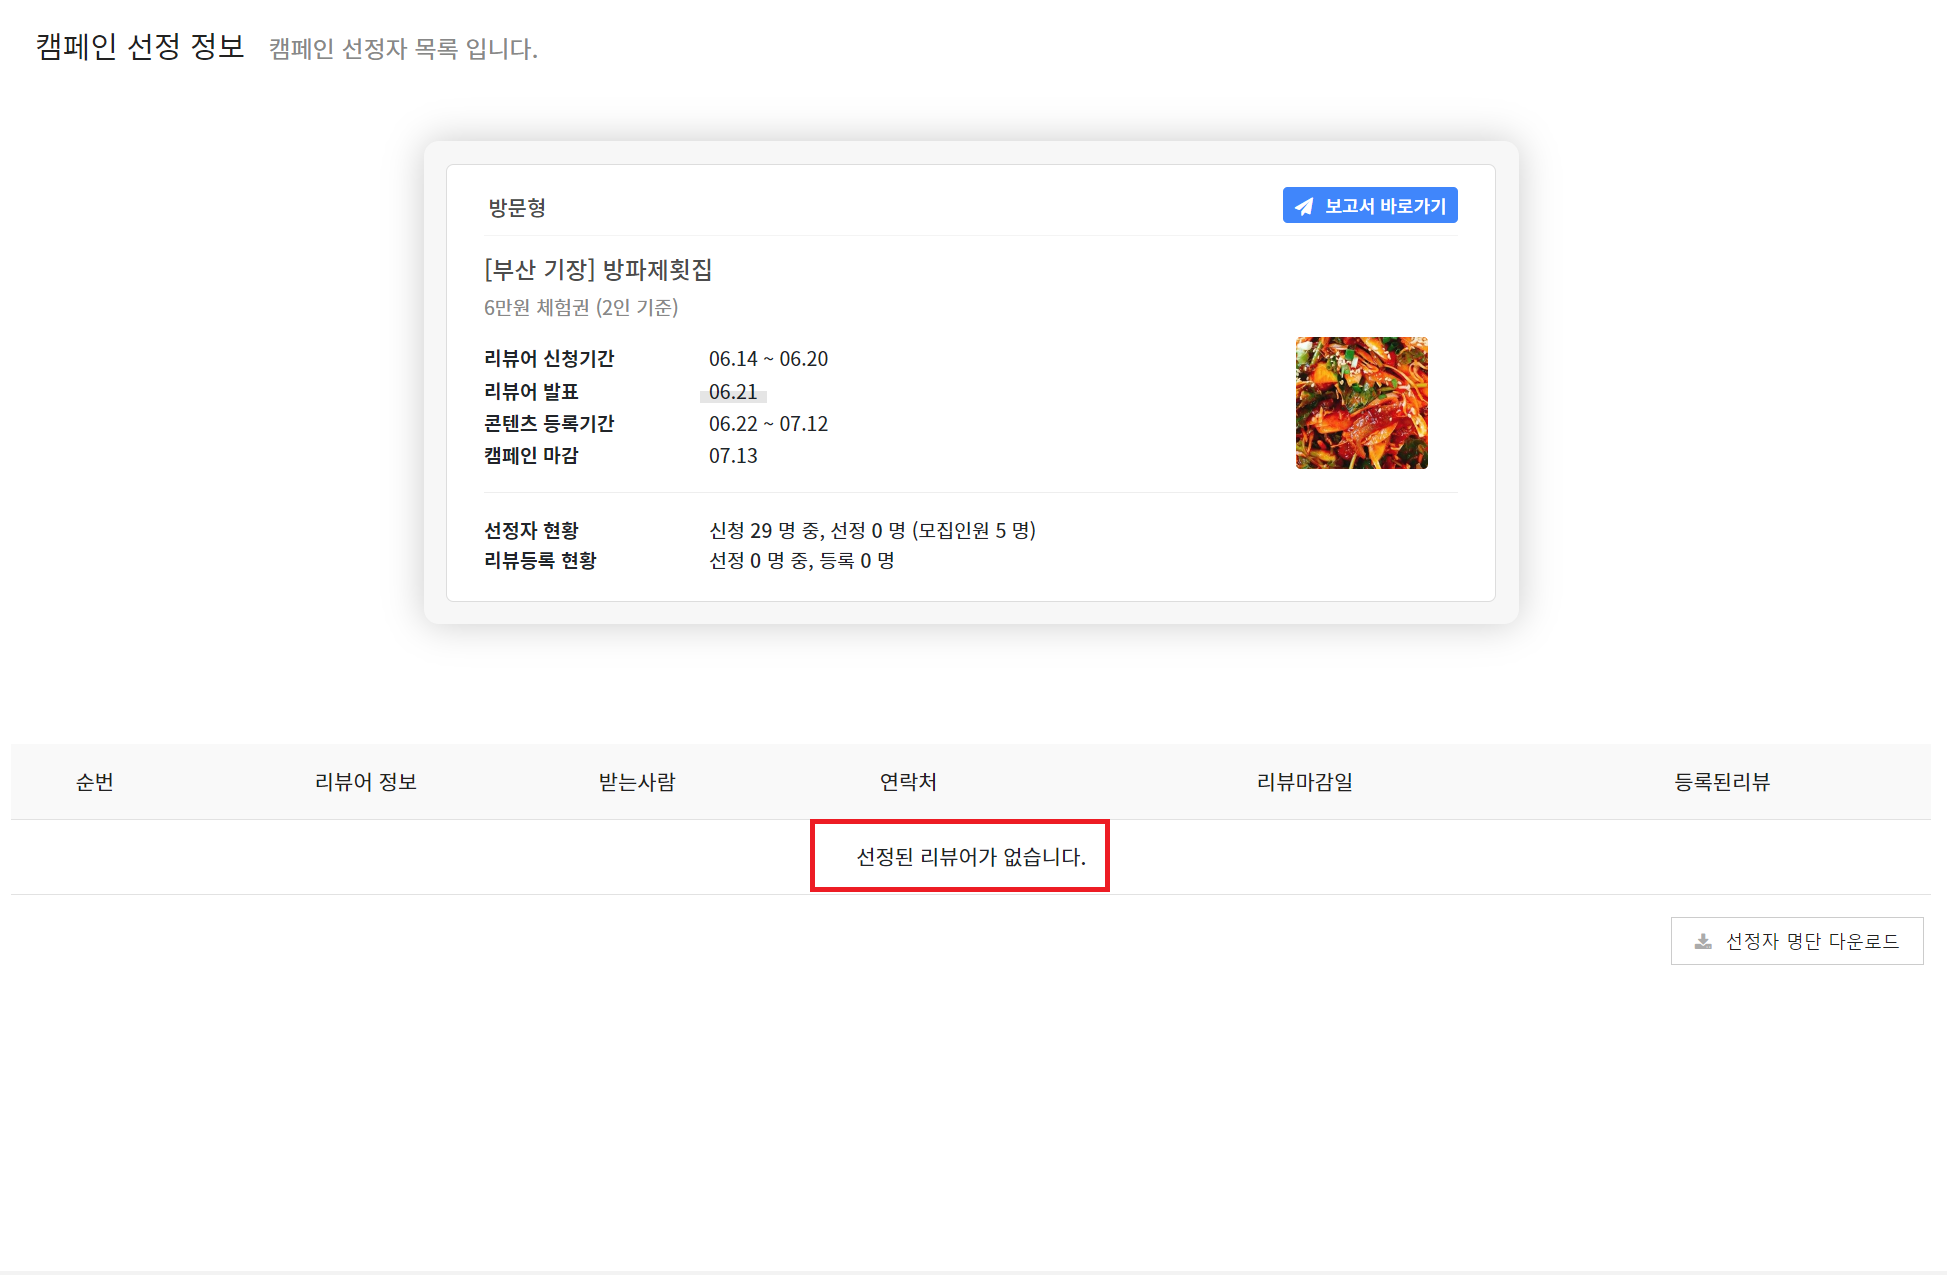 캠페인 선정 정보 캠페인 선정자 목록 입니다.
방문형 보고서 바로가기
[부산 기장] 방파제횟집
6만원 체험권 (2인 기준)
리뷰어 신청기간 06.14 ~ 06.20
리뷰어 발표 06.21
콘텐츠 등록기간 06.22 ~ 07.12
캠페인 마감 07.13
선정자 현황 신청 29 명 중, 선정 0 명 (모집인원 5 명)
리뷰등록 현황 선정 0 명 중, 등록 0 명
순번 리뷰어 정보 받는사람 연락처 리뷰마감일 등록된리뷰
선정된 리뷰어가 없습니다.
선정자 명단 다운로드